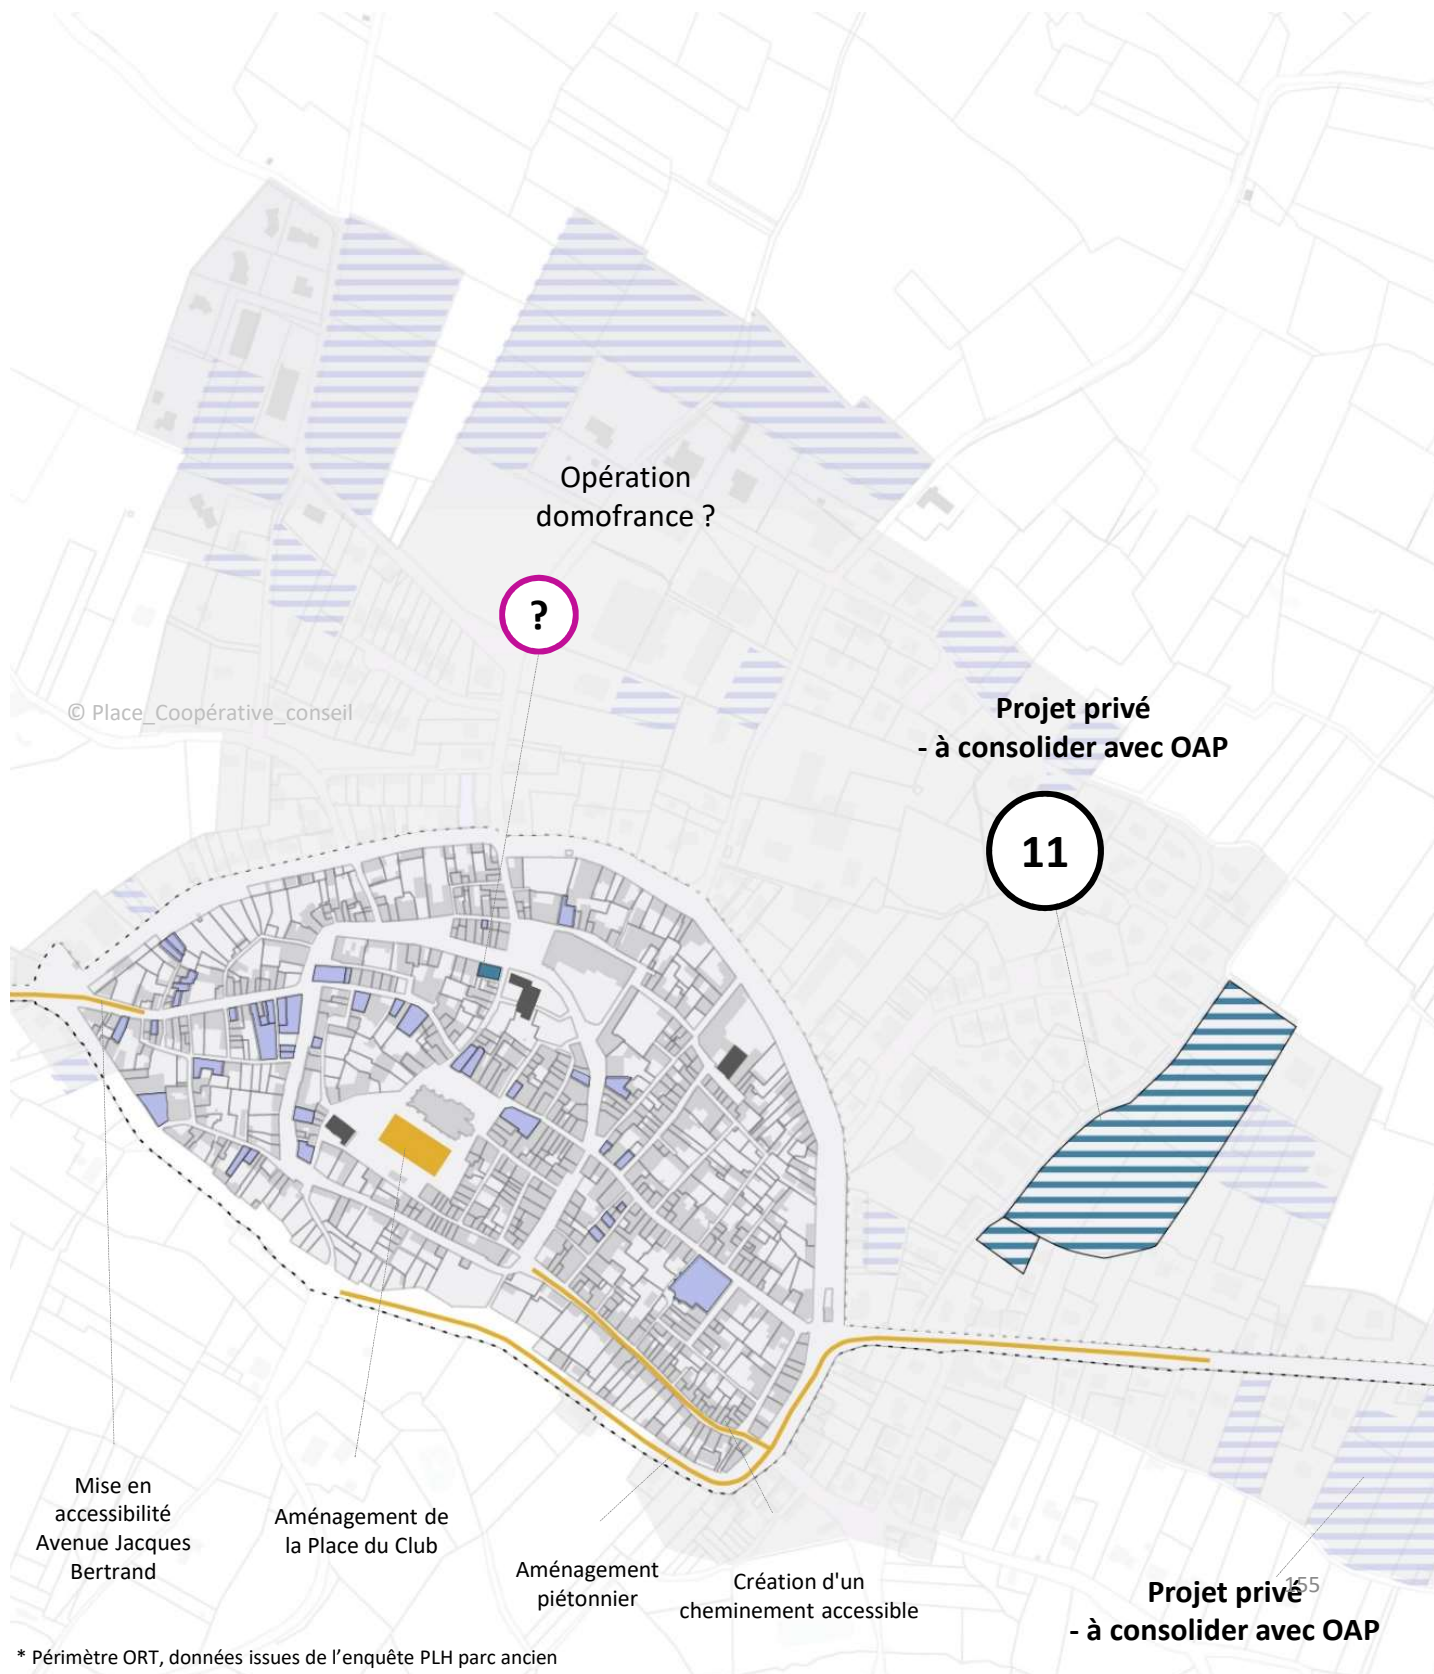 Opération
domofrance ?
?
© Place_Coopérative_conseil
Projet privé
- à consolider avec OAP
11
Mise en
accessibilité
Avenue Jacques
Bertrand
Aménagement de
la Place du Club
Aménagement
piétonnier
Création d'un
cheminement accessible
Projet privé
- à consolider avec OAP
155
* Périmètre ORT, données issues de l’enquête PLH parc ancien